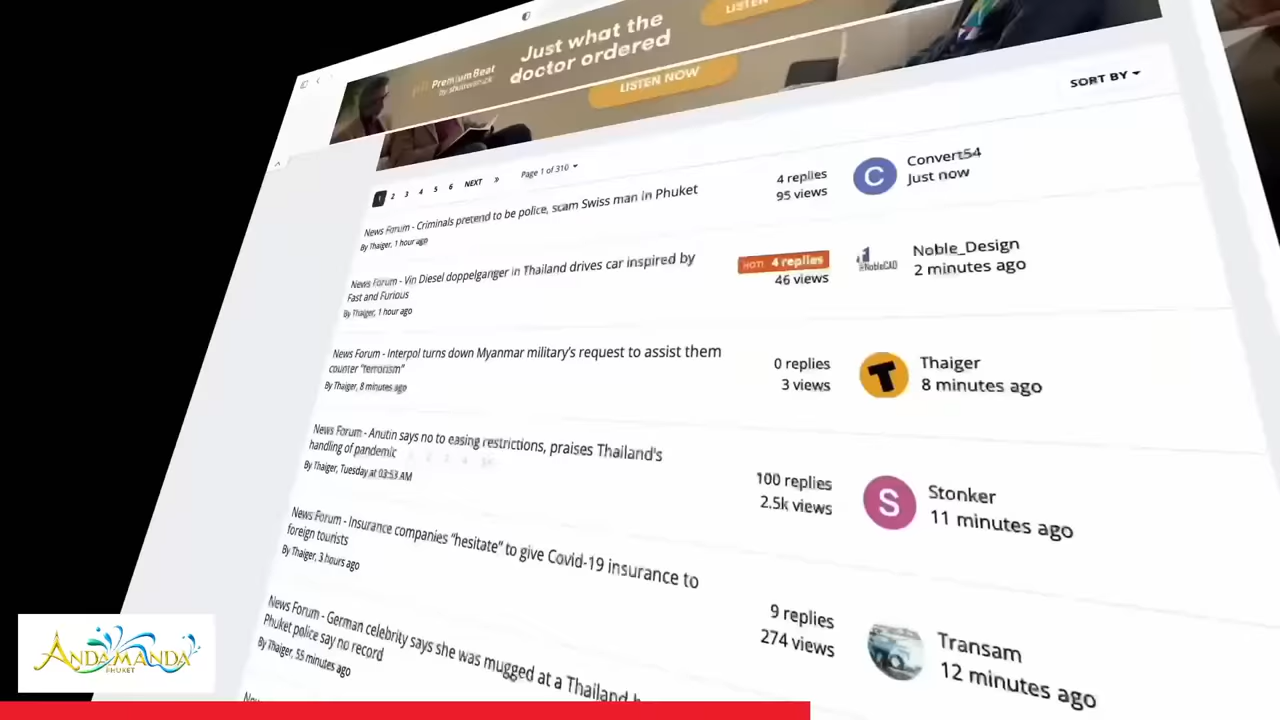 Just what the
doctor ordered
PremiumBeat
by shutterstock
LISTEN
LISTEN NOW
SORT BY
1 2 3 4 5 6 NEXT » Page 1 of 310
News Forum - Criminals pretend to be police, scam Swiss man in Phuket
By Thaiger, 1 hour ago
4 replies
95 views
C
Convert54
Just now
News Forum - Vin Diesel doppelganger in Thailand drives car inspired by
Fast and Furious
By Thaiger, 1 hour ago
HOT! 4 replies
46 views
NobleCAD
Noble_Design
2 minutes ago
News Forum - Interpol turns down Myanmar military's request to assist them
counter "terrorism"
By Thaiger, 8 minutes ago
0 replies
3 views
T
Thaiger
8 minutes ago
News Forum - Anutin says no to easing restrictions, praises Thailand's
handling of pandemic
By Thaiger, Tuesday at 03:53 AM
100 replies
2.5k views
S
Stonker
11 minutes ago
News Forum - Insurance companies "hesitate" to give Covid-19 insurance to
foreign tourists
By Thaiger, 3 hours ago
9 replies
274 views
Transam
12 minutes ago
News Forum - German celebrity says she was mugged at a Thailand
Phuket police say no record
By Thaiger, 55 minutes ago
ANDAMANDA
PHUKET